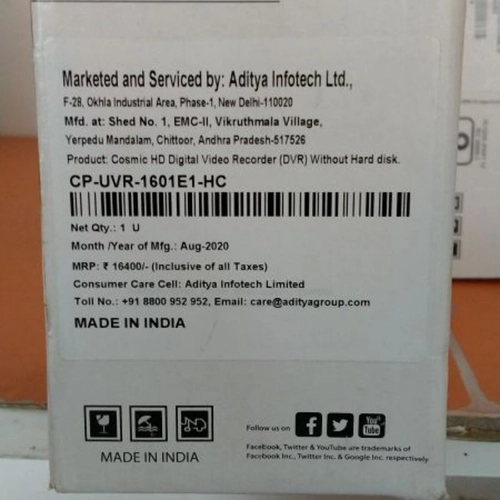 Marketed and Serviced by: Aditya Infotech Ltd.,
F-28, Okhla Industrial Area, Phase-1, New Delhi-110020
Mfd. at: Shed No. 1, EMC-II, Vikruthmala Village,
Yerpedu Mandalam, Chittoor, Andhra Pradesh-517526
Product: Cosmic HD Digital Video Recorder (DVR) Without Hard disk.
CP-UVR-1601E1-HC
Net Qty.: 1 U
Month /Year of Mfg.: Aug-2020
MRP: ₹ 16400/- (Inclusive of all Taxes)
Consumer Care Cell: Aditya Infotech Limited
Toll No.: +91 8800 952 952, Email: care@adityagroup.com
MADE IN INDIA
Follow us on
You Tube
MADE IN INDIA
FaceBook, Twitter & YouTube are trademarks of
Facebook Inc., Twitter Inc. & Google Inc. respectively